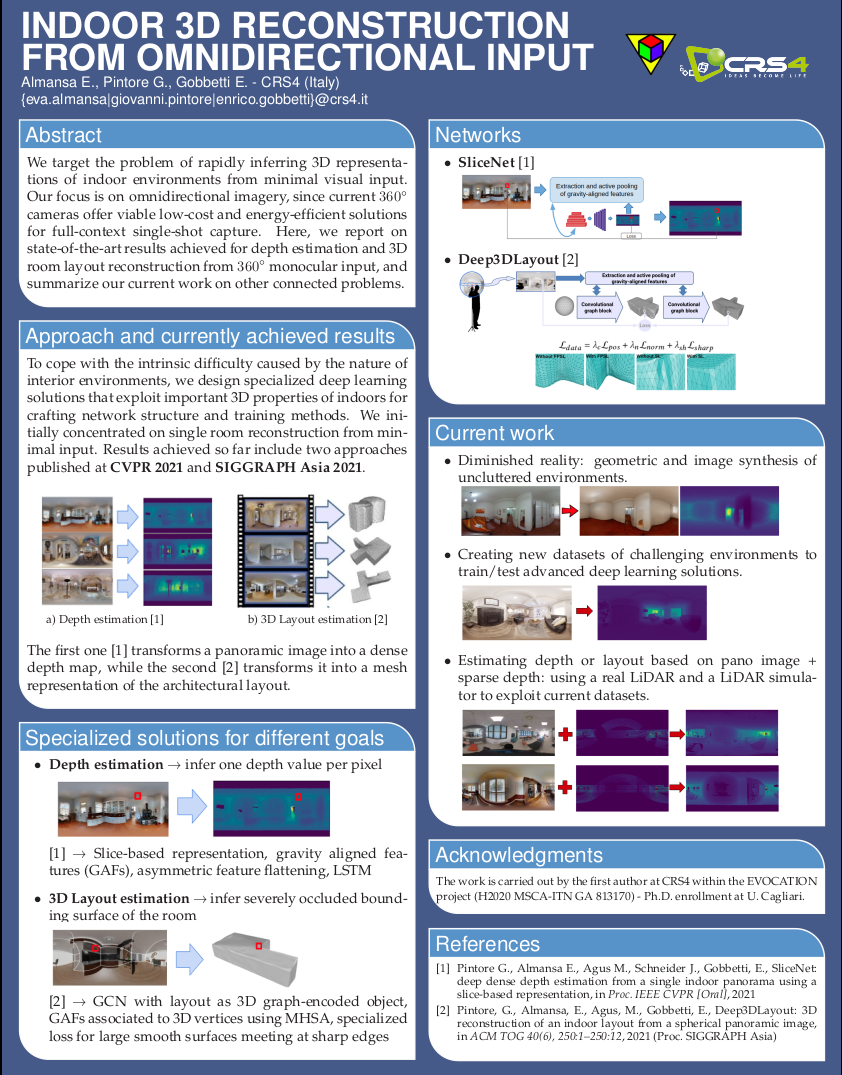 INDOOR 3D RECONSTRUCTION
FROM OMNIDIRECTIONAL INPUT
Almansa E., Pintore G., Gobbetti E. - CRS4 (Italy)
{eva.almansa|giovanni.pintore|enrico.gobbetti}@crs4.it
CRS4
IDEAS BECOME LIFE
Abstract
We target the problem of rapidly inferring 3D representa-
tions of indoor environments from minimal visual input.
Our focus is on omnidirectional imagery, since current 360°
cameras offer viable low-cost and energy-efficient solutions
for full-context single-shot capture. Here, we report on
state-of-the-art results achieved for depth estimation and 3D
room layout reconstruction from 360° monocular input, and
summarize our current work on other connected problems.
Approach and currently achieved results
To cope with the intrinsic difficulty caused by the nature of
interior environments, we design specialized deep learning
solutions that exploit important 3D properties of indoors for
crafting network structure and training methods. We ini-
tially concentrated on single room reconstruction from min-
imal input. Results achieved so far include two approaches
published at CVPR 2021 and SIGGRAPH Asia 2021.
a) Depth estimation [1]
b) 3D Layout estimation [2]
The first one [1] transforms a panoramic image into a dense
depth map, while the second [2] transforms it into a mesh
representation of the architectural layout.
Specialized solutions for different goals
• Depth estimation → infer one depth value per pixel
[1] → Slice-based representation, gravity aligned fea-
tures (GAFs), asymmetric feature flattening, LSTM
• 3D Layout estimation → infer severely occluded bound-
ing surface of the room
[2] → GCN with layout as 3D graph-encoded object,
GAFs associated to 3D vertices using MHSA, specialized
loss for large smooth surfaces meeting at sharp edges
Networks
• SliceNet [1]
Extraction and active pooling
of gravity-aligned features
Loss
• Deep3DLayout [2]
Extraction and active pooling of
gravity-aligned features
Convolutional
graph block
Convolutional
graph block
Loss
ℒdata = λcℒpos + λnℒnorm + λshℒsharp
Without FPSL With FPSL without SL With SL
Current work
• Diminished reality: geometric and image synthesis of
uncluttered environments.
• Creating new datasets of challenging environments to
train/test advanced deep learning solutions.
• Estimating depth or layout based on pano image +
sparse depth: using a real LiDAR and a LiDAR simula-
tor to exploit current datasets.
Acknowledgments
The work is carried out by the first author at CRS4 within the EVOCATION
project (H2020 MSCA-ITN GA 813170) - Ph.D. enrollment at U. Cagliari.
References
[1] Pintore G., Almansa E., Agus M., Schneider J., Gobbetti, E., SliceNet:
deep dense depth estimation from a single indoor panorama using a
slice-based representation, in Proc. IEEE CVPR [Oral], 2021
[2] Pintore, G., Almansa, E., Agus, M., Gobbetti, E., Deep3DLayout: 3D
reconstruction of an indoor layout from a spherical panoramic image,
in ACM TOG 40(6), 250:1–250:12, 2021 (Proc. SIGGRAPH Asia)